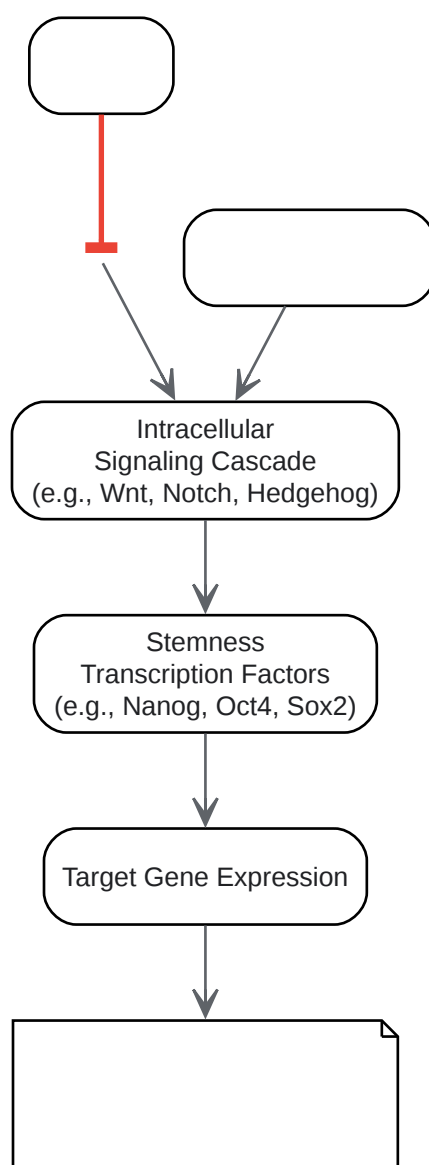 Intracellular
Signaling Cascade
(e.g., Wnt, Notch, Hedgehog)
Stemness
Transcription Factors
(e.g., Nanog, Oct4, Sox2)
Target Gene Expression